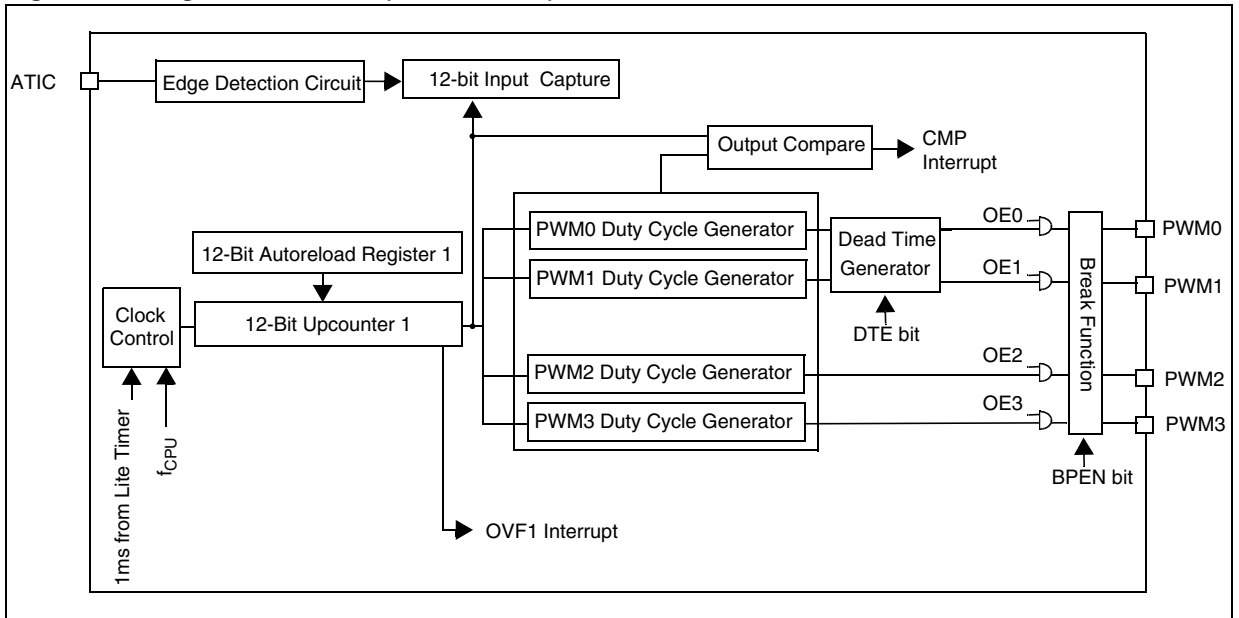 ATIC
Edge Detection Circuit
12-bit Input Capture
Output Compare
CMP
Interrupt
PWM0 Duty Cycle Generator
PWM1 Duty Cycle Generator
PWM2 Duty Cycle Generator
PWM3 Duty Cycle Generator
Dead Time
Generator
DTE bit
OE0
OE1
OE2
OE3
Break Function
BPEN bit
PWM0
PWM1
PWM2
PWM3
12-Bit Autoreload Register 1
12-Bit Upcounter 1
Clock
Control
1ms from Lite Timer
fCPU
OVF1 Interrupt